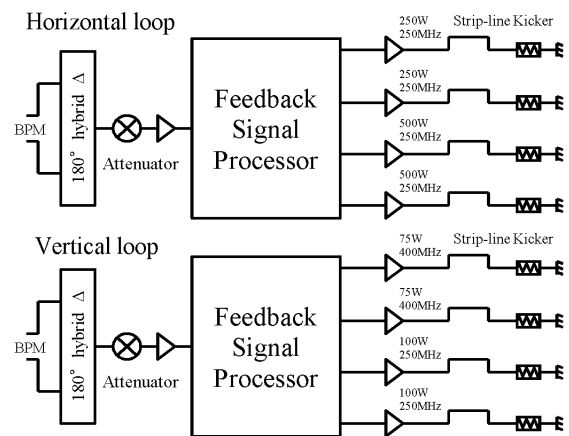 Horizontal loop
250W
250MHz
Strip-line Kicker
BPM
180° hybrid Δ
Attenuator
Feedback
Signal
Processor
250W
250MHz
500W
250MHz
500W
250MHz
Vertical loop
75W
400MHz
Strip-line Kicker
BPM
180° hybrid Δ
Attenuator
Feedback
Signal
Processor
75W
400MHz
100W
250MHz
100W
250MHz